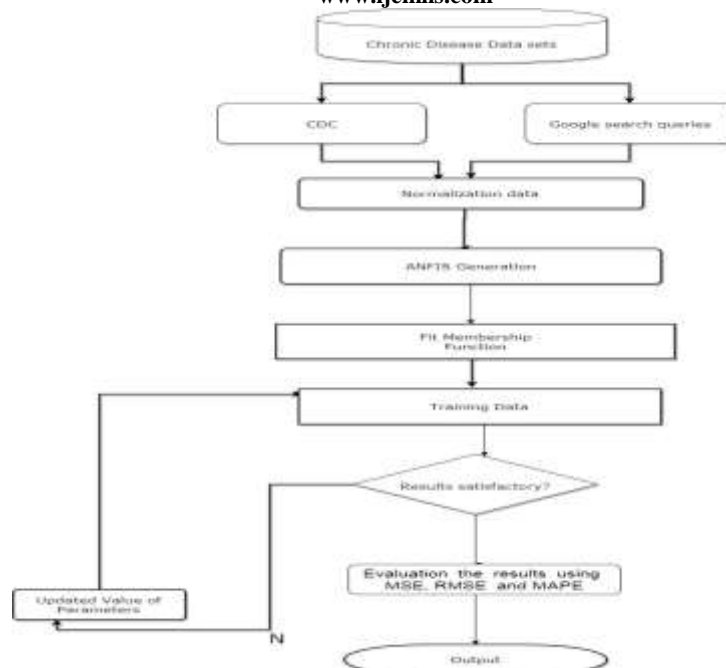 Chronic Disease Data sets
CDC
Google search queries
Normalization data
ANFIS Generation
Fit Membership
Function
Training Data
Results satisfactory?
Evaluation the results using
MSE, RMSE and MAPE
Updated Value of
Parameters
N
Output